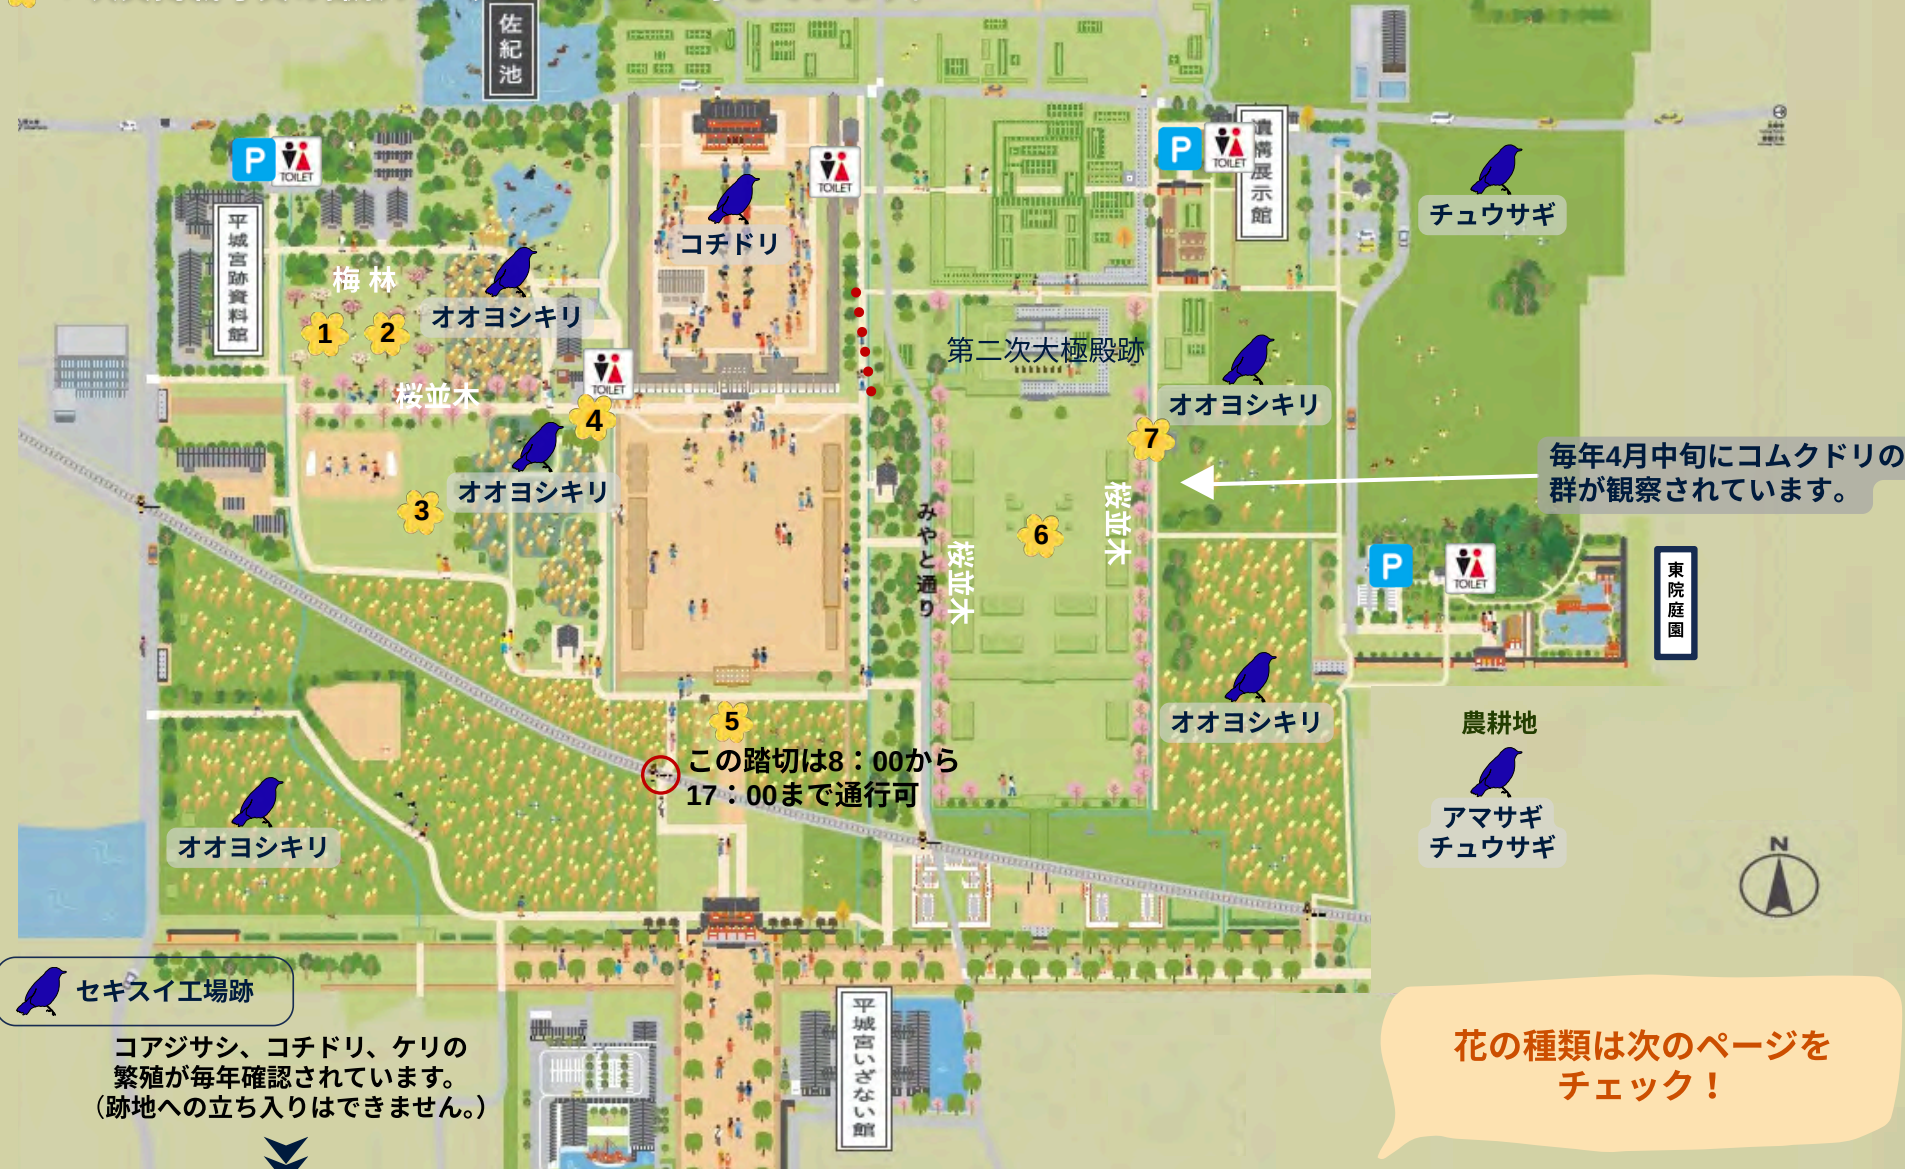 佐紀池
P
TOILET
TOILET
P
TOILET
遺構展示館
平城宮跡資料館
コチドリ
チュウサギ
梅林
オオヨシキリ
1
2
第二次大極殿跡
TOILET
桜並木
4
オオヨシキリ
7
オオヨシキリ
毎年4月中旬にコムクドリの
群が観察されています。
3
みやと通り
桜並木
6
桜並木
P
TOILET
東院庭園
5
オオヨシキリ
農耕地
この踏切は8：00から
17：00まで通行可
アマサギ
チュウサギ
オオヨシキリ
N
セキスイ工場跡
コアジサシ、コチドリ、ケリの
繁殖が毎年確認されています。
（跡地への立ち入りはできません。）
平城宮いざない館
花の種類は次のページを
チェック！